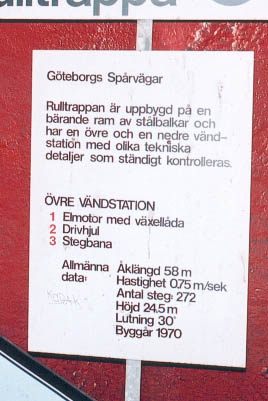 rulltrappa
Göteborgs Spårvägar
Rulltrappan är uppbygd på en
bärande ram av stålbalkar och
har en övre och en nedre vänd-
station med olika tekniska
detaljer som ständigt kontrolleras.
ÖVRE VÄNDSTATION
1 Elmotor med växellåda
2 Drivhjul
3 Stegbana
Allmänna Åklängd 58 m
data: Hastighet 0,75 m/sek
Antal steg: 272
Höjd 24,5 m
Lutning 30°
Byggår 1970